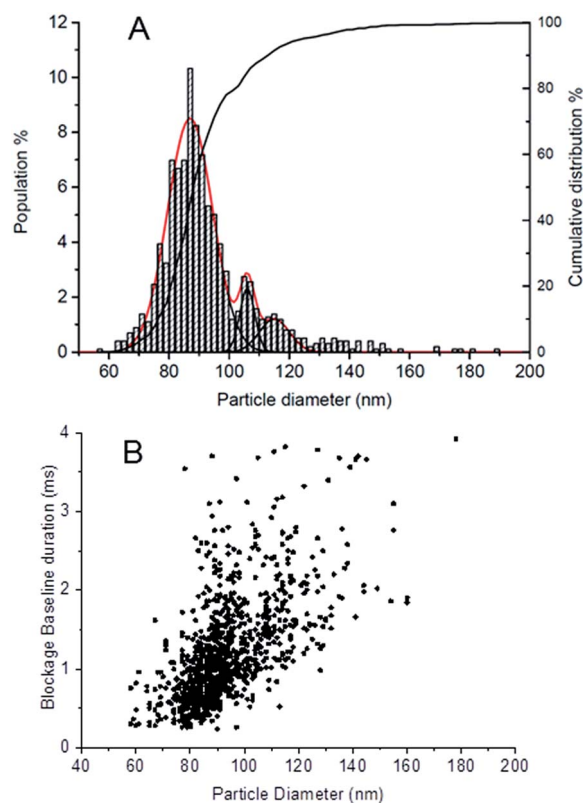 A
Population %
12
10
8
6
4
2
0
Cumulative distribution %
100
80
60
40
20
0
60 80 100 120 140 160 180 200
Particle diameter (nm)
B
Blockage Baseline duration (ms)
4
3
2
1
0
40 60 80 100 120 140 160 180 200
Particle Diameter (nm)